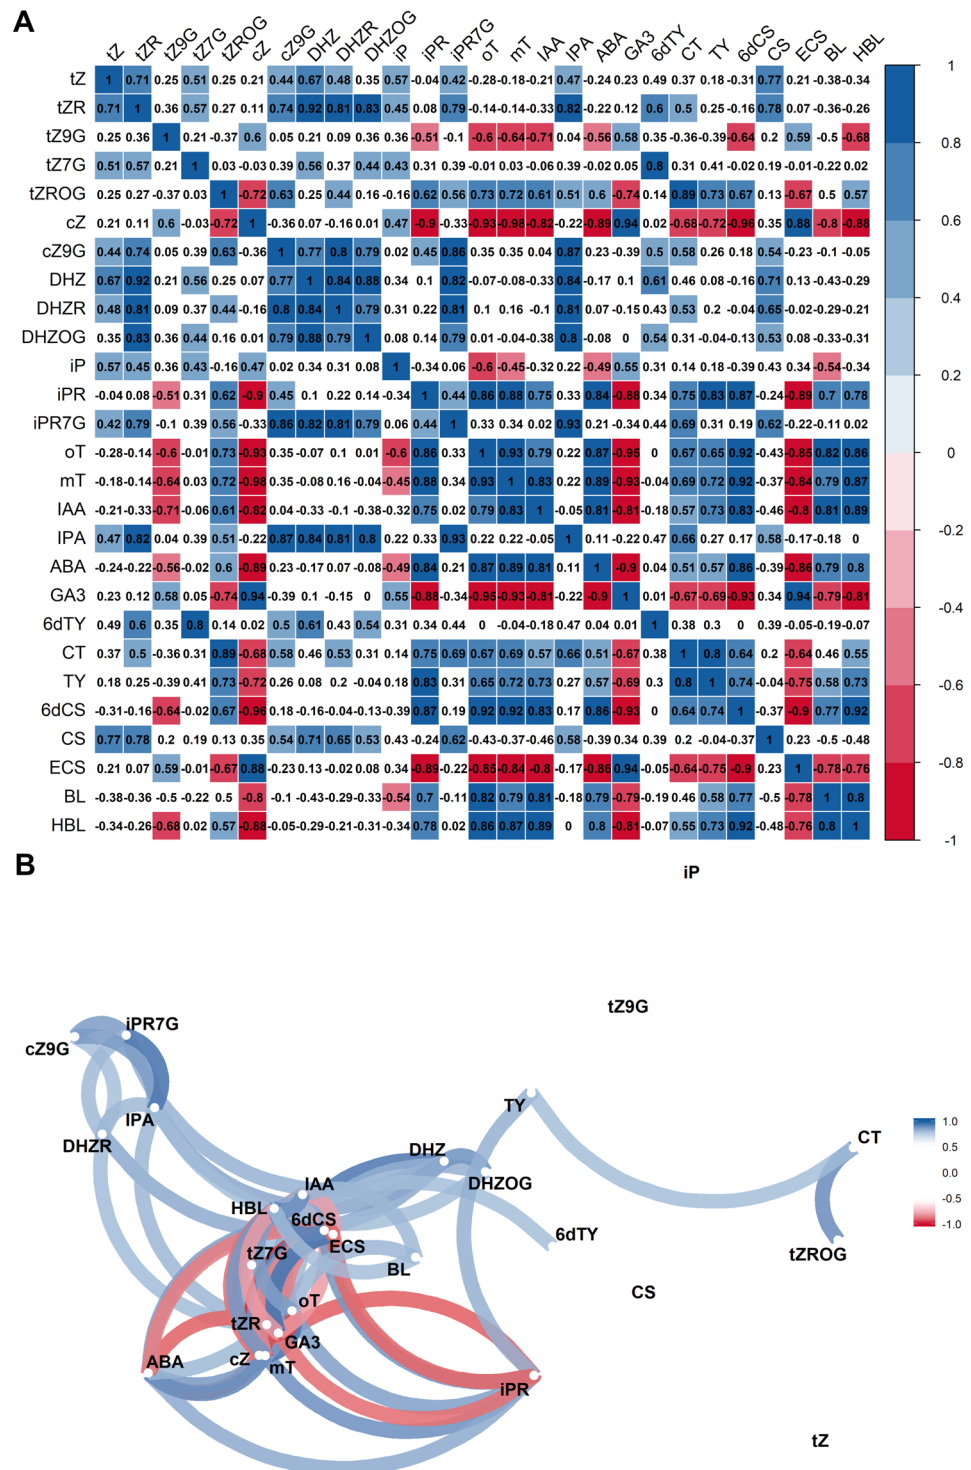 A
tZ tZR tZ9G tZ7G tZROG cZ cZ9G DHZ DHZR DHZOG iP iPR iPR7G oT mT IAA IPA ABA GA3 6dTY CT TY 6dCS CS ECS BL HBL
tZ 1 0.71 0.25 0.51 0.25 0.21 0.44 0.67 0.48 0.35 0.57 -0.04 0.42 -0.28 -0.18 -0.21 0.47 -0.24 0.23 0.49 0.37 0.18 -0.31 0.77 0.21 -0.38 -0.34
tZR 0.71 1 0.36 0.57 0.27 0.11 0.74 0.92 0.81 0.83 0.45 0.08 0.79 -0.14 -0.14 -0.33 0.82 -0.22 0.12 0.6 0.5 0.25 -0.16 0.78 0.07 -0.36 -0.26
tZ9G 0.25 0.36 1 0.21 -0.37 0.6 0.05 0.21 0.09 0.36 0.36 -0.51 -0.1 -0.6 -0.64 -0.71 0.04 -0.56 0.58 0.35 -0.36 -0.39 -0.64 0.2 0.59 -0.5 -0.68
tZ7G 0.51 0.57 0.21 1 0.03 -0.03 0.39 0.56 0.37 0.44 0.43 0.31 0.39 -0.01 0.03 -0.06 0.39 -0.02 0.05 0.8 0.31 0.41 -0.02 0.19 -0.01 -0.22 0.02
tZROG 0.25 0.27 -0.37 0.03 1 -0.72 0.63 0.25 0.44 0.16 -0.16 0.62 0.56 0.73 0.72 0.61 0.51 0.6 -0.74 0.14 0.89 0.73 0.67 0.13 -0.67 0.5 0.57
cZ 0.21 0.11 0.6 -0.03 -0.72 1 -0.36 0.07 -0.16 0.01 0.47 -0.9 -0.33 -0.93 -0.98 -0.82 -0.22 -0.89 0.94 0.02 -0.68 -0.72 -0.96 0.35 0.88 -0.8 -0.88
cZ9G 0.44 0.74 0.05 0.39 0.63 -0.36 1 0.77 0.8 0.79 0.02 0.45 0.86 0.35 0.35 0.04 0.87 0.23 -0.39 0.5 0.58 0.26 0.18 0.54 -0.23 -0.1 -0.05
DHZ 0.67 0.92 0.21 0.56 0.25 0.07 0.77 1 0.84 0.88 0.34 0.1 0.82 -0.07 -0.08 -0.33 0.84 -0.17 0.1 0.61 0.46 0.08 -0.16 0.71 0.13 -0.43 -0.29
DHZR 0.48 0.81 0.09 0.37 0.44 -0.16 0.8 0.84 1 0.79 0.31 0.22 0.81 0.1 0.16 -0.1 0.81 0.07 -0.15 0.43 0.53 0.2 -0.04 0.65 -0.02 -0.29 -0.21
DHZOG 0.35 0.83 0.36 0.44 0.16 0.01 0.79 0.88 0.79 1 0.08 0.14 0.79 0.01 -0.04 -0.38 0.8 -0.08 0 0.54 0.31 -0.04 -0.13 0.53 0.08 -0.33 -0.31
iP 0.57 0.45 0.36 0.43 -0.16 0.47 0.02 0.34 0.31 0.08 1 -0.34 0.06 -0.6 -0.45 -0.32 0.22 -0.49 0.55 0.31 0.14 0.18 -0.39 0.43 0.34 -0.54 -0.34
iPR -0.04 0.08 -0.51 0.31 0.62 -0.9 0.45 0.1 0.22 0.14 -0.34 1 0.44 0.86 0.88 0.75 0.33 0.84 -0.88 0.34 0.75 0.83 0.87 -0.24 -0.89 0.7 0.78
iPR7G 0.42 0.79 -0.1 0.39 0.56 -0.33 0.86 0.82 0.81 0.79 0.06 0.44 1 0.33 0.34 0.02 0.93 0.21 -0.34 0.44 0.69 0.31 0.19 0.62 -0.22 -0.11 0.02
oT -0.28 -0.14 -0.6 -0.01 0.73 -0.93 0.35 -0.07 0.1 0.01 -0.6 0.86 0.33 1 0.93 0.79 0.22 0.87 -0.95 0 0.67 0.65 0.92 -0.43 -0.85 0.82 0.86
mT -0.18 -0.14 -0.64 0.03 0.72 -0.98 0.35 -0.08 0.16 -0.04 -0.45 0.88 0.34 0.93 1 0.83 0.22 0.89 -0.93 -0.04 0.69 0.72 0.92 -0.37 -0.84 0.79 0.87
IAA -0.21 -0.33 -0.71 -0.06 0.61 -0.82 0.04 -0.33 -0.1 -0.38 -0.32 0.75 0.02 0.79 0.83 1 -0.05 0.81 -0.81 -0.18 0.57 0.73 0.83 -0.46 -0.8 0.81 0.89
IPA 0.47 0.82 0.04 0.39 0.51 -0.22 0.87 0.84 0.81 0.8 0.22 0.33 0.93 0.22 0.22 -0.05 1 0.11 -0.22 0.47 0.66 0.27 0.17 0.58 -0.17 -0.18 0
ABA -0.24 -0.22 -0.56 -0.02 0.6 -0.89 0.23 -0.17 0.07 -0.08 -0.49 0.84 0.21 0.87 0.89 0.81 0.11 1 -0.9 0.04 0.51 0.57 0.86 -0.39 -0.86 0.79 0.8
GA3 0.23 0.12 0.58 0.05 -0.74 0.94 -0.39 0.1 -0.15 0 0.55 -0.88 -0.34 -0.95 -0.93 -0.81 -0.22 -0.9 1 0.01 -0.67 -0.69 -0.93 0.34 0.94 -0.79 -0.81
6dTY 0.49 0.6 0.35 0.8 0.14 0.02 0.5 0.61 0.43 0.54 0.31 0.34 0.44 0 -0.04 -0.18 0.47 0.04 0.01 1 0.38 0.3 0 0.39 -0.05 -0.19 -0.07
CT 0.37 0.5 -0.36 0.31 0.89 -0.68 0.58 0.46 0.53 0.31 0.14 0.75 0.69 0.67 0.69 0.57 0.66 0.51 -0.67 0.38 1 0.8 0.64 0.2 -0.64 0.46 0.55
TY 0.18 0.25 -0.39 0.41 0.73 -0.72 0.26 0.08 0.2 -0.04 0.18 0.83 0.31 0.65 0.72 0.73 0.27 0.57 -0.69 0.3 0.8 1 0.74 -0.04 -0.75 0.58 0.73
6dCS -0.31 -0.16 -0.64 -0.02 0.67 -0.96 0.18 -0.16 -0.04 -0.13 -0.39 0.87 0.19 0.92 0.92 0.83 0.17 0.86 -0.93 0 0.64 0.74 1 -0.37 -0.9 0.77 0.92
CS 0.77 0.78 0.2 0.19 0.13 0.35 0.54 0.71 0.65 0.53 0.43 -0.24 0.62 -0.43 -0.37 -0.46 0.58 -0.39 0.34 0.39 0.2 -0.04 -0.37 1 0.23 -0.5 -0.48
ECS 0.21 0.07 0.59 -0.01 -0.67 0.88 -0.23 0.13 -0.02 0.08 0.34 -0.89 -0.22 -0.85 -0.84 -0.8 -0.17 -0.86 0.94 -0.05 -0.64 -0.75 -0.9 0.23 1 -0.78 -0.76
BL -0.38 -0.36 -0.5 -0.22 0.5 -0.8 -0.1 -0.43 -0.29 -0.33 -0.54 0.7 -0.11 0.82 0.79 0.81 -0.18 0.79 -0.79 -0.19 0.46 0.58 0.77 -0.5 -0.78 1 0.8
HBL -0.34 -0.26 -0.68 0.02 0.57 -0.88 -0.05 -0.29 -0.21 -0.31 -0.34 0.78 0.02 0.86 0.87 0.89 0 0.8 -0.81 -0.07 0.55 0.73 0.92 -0.48 -0.76 0.8 1
1
0.8
0.6
0.4
0.2
0
-0.2
-0.4
-0.6
-0.8
-1
B
iP
tZ9G
iPR7G
cZ9G
TY
IPA
CT
DHZR
DHZ
DHZOG
IAA
HBL
6dCS
ECS
6dTY
tZ7G
BL
tZROG
CS
oT
tZR
GA3
cZ
mT
ABA
iPR
tZ
1.0
0.5
0.0
-0.5
-1.0